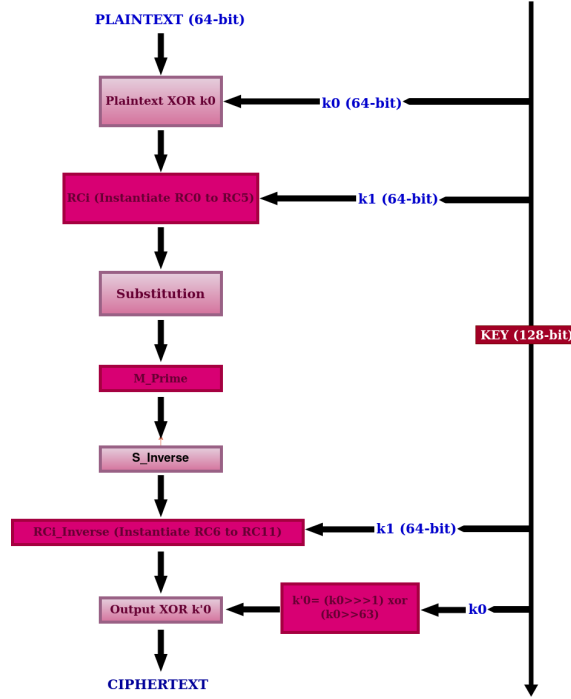 PLAINTEXT (64-bit)
Plaintext XOR k0
k0 (64-bit)
RCi (Instantiate RC0 to RC5)
k1 (64-bit)
Substitution
KEY (128-bit)
M_Prime
S_Inverse
RCi_Inverse (Instantiate RC6 to RC11)
k1 (64-bit)
Output XOR k'0
k'0= (k0>>>1) xor
(k0>>63)
k0
CIPHERTEXT